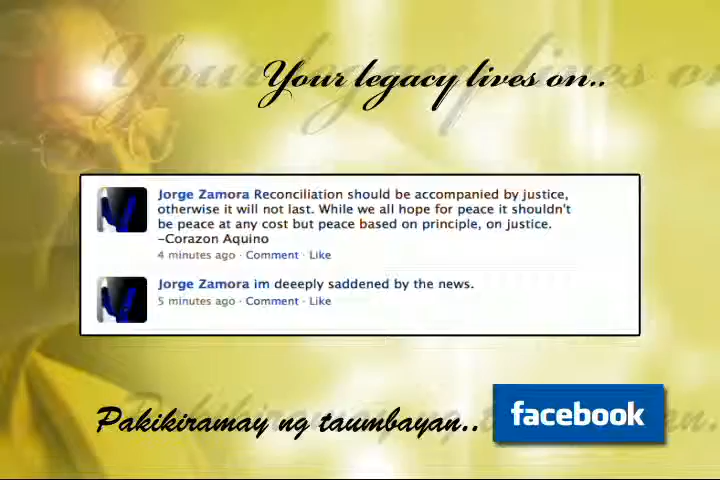 Your legacy lives on..
Jorge Zamora Reconciliation should be accompanied by justice,
otherwise it will not last. While we all hope for peace it shouldn't
be peace at any cost but peace based on principle, on justice.
~Corazon Aquino
4 minutes ago · Comment · Like
Jorge Zamora im deeeply saddened by the news.
5 minutes ago · Comment · Like
Pakikiramay ng taumbayan..
facebook